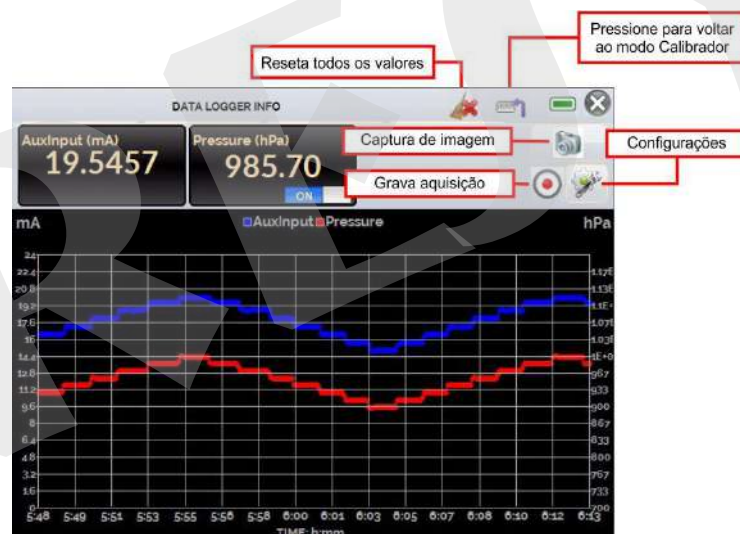 Pressione para voltar
ao modo Calibrador
Reseta todos os valores
DATA LOGGER INFO
AuxInput (mA)
19.5457
Pressure (hPa)
985.70
ON
Captura de imagem
Configurações
Grava aquisição
mA
AuxInput Pressure
hPa
24
22.4
20.8
19.2
17.6
16
14.4
12.8
11.2
9.6
8
6.4
4.8
3.2
1.6
0
1E+0
967
933
900
867
833
800
767
733
700
5:48 5:49 5:51 5:53 5:55 5:56 5:58 6:00 6:01 6:03 6:05 6:07 6:08 6:10 6:12 6:13
TIME: h:mm